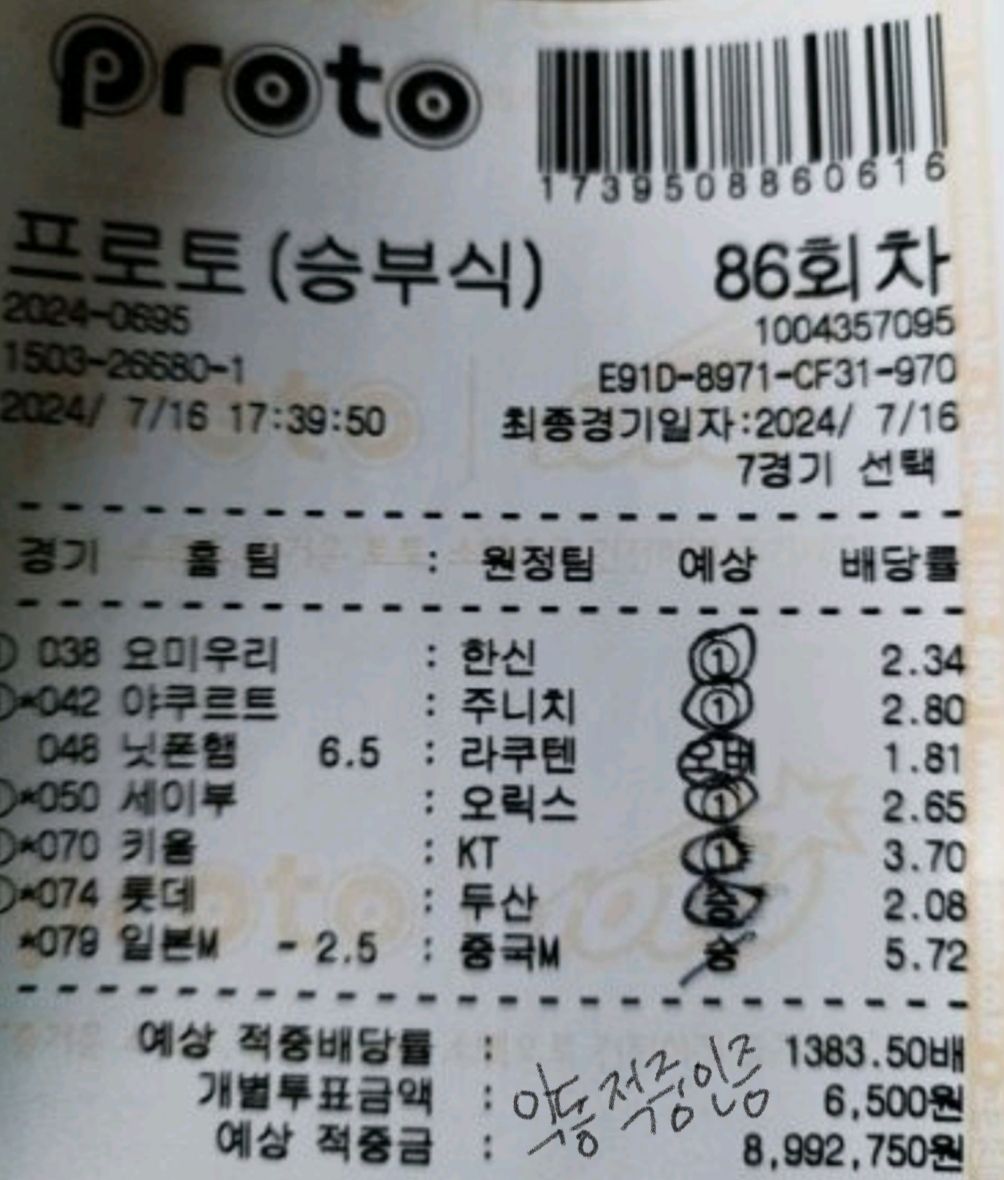 proto
1739508860616
프로토(승부식) 86회차
2024-0695 1004357095
1503-26680-1 E91D-8971-CF31-970
2024/ 7/16 17:39:50 최종경기일자:2024/ 7/16
7경기 선택
경기 홈 팀 : 원정팀 예상 배당률
038 요미우리 : 한신 ① 2.34
*042 야쿠르트 : 주니치 ① 2.80
048 닛폰햄 6.5 : 라쿠텐 언더 1.81
*050 세이부 : 오릭스 ① 2.65
*070 키움 : KT ① 3.70
*074 롯데 : 두산 승 2.08
*079 일본M - 2.5 : 중국M 승 5.72
예상 적중배당률 : 1383.50배
개별투표금액 : 6,500원
예상 적중금 : 8,992,750원
악동적중인증